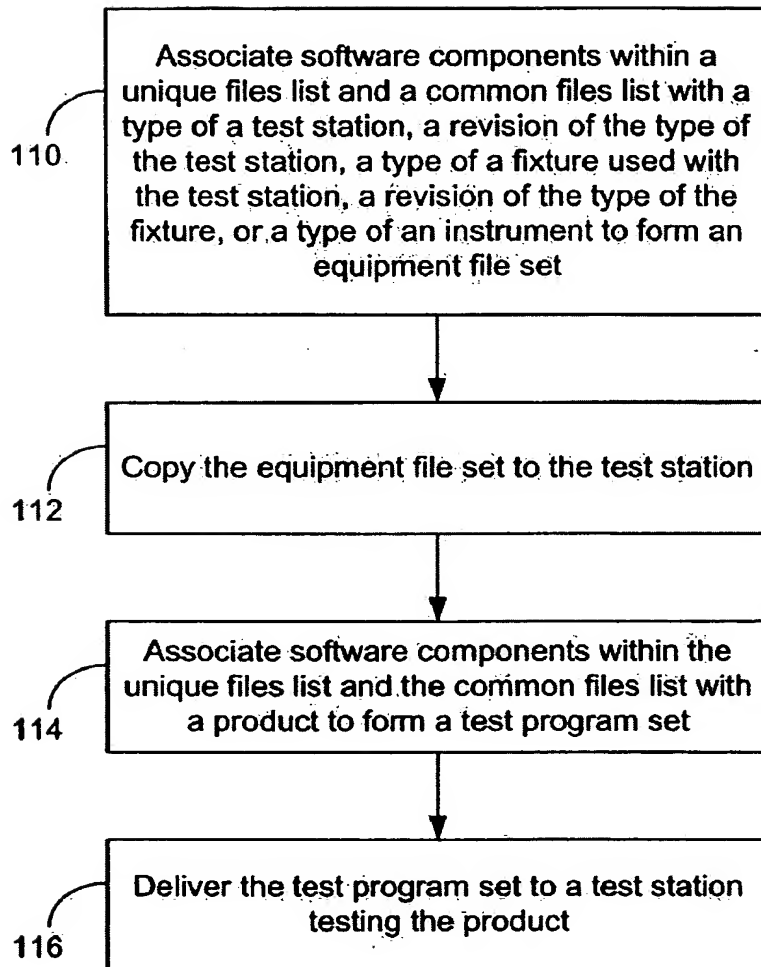 Associate software components within a
unique files list and a common files list with a
type of a test station, a revision of the type of
the test station, a type of a fixture used with
the test station, a revision of the type of the
fixture, or a type of an instrument to form an
equipment file set
110
Copy the equipment file set to the test station
112
Associate software components within the
unique files list and the common files list with
a product to form a test program set
114
Deliver the test program set to a test station
testing the product
116